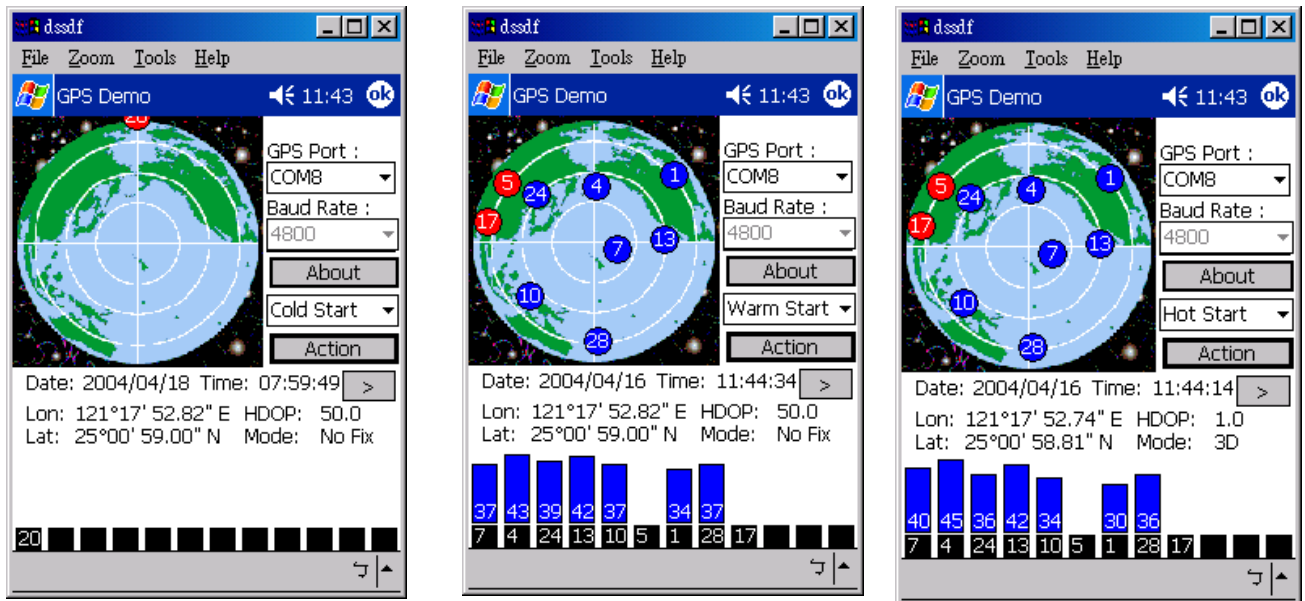 dssdf
File Zoom Tools Help
GPS Demo 11:43 ok
GPS Port :
COM8
Baud Rate :
4800
About
Cold Start
Action
Date: 2004/04/18 Time: 07:59:49 >
Lon: 121°17' 52.82" E HDOP: 50.0
Lat: 25°00' 59.00" N Mode: No Fix
20
dssdf
File Zoom Tools Help
GPS Demo 11:43 ok
5 24 4 1
17 7 13
10
28
GPS Port :
COM8
Baud Rate :
4800
About
Warm Start
Action
Date: 2004/04/16 Time: 11:44:34 >
Lon: 121°17' 52.82" E HDOP: 50.0
Lat: 25°00' 59.00" N Mode: No Fix
37 43 39 42 37 34 37
7 4 24 13 10 5 1 28 17
dssdf
File Zoom Tools Help
GPS Demo 11:43 ok
5 24 4 1
17 7 13
10
28
GPS Port :
COM8
Baud Rate :
4800
About
Hot Start
Action
Date: 2004/04/16 Time: 11:44:14 >
Lon: 121°17' 52.74" E HDOP: 1.0
Lat: 25°00' 58.81" N Mode: 3D
40 45 36 42 34 30 36
7 4 24 13 10 5 1 28 17